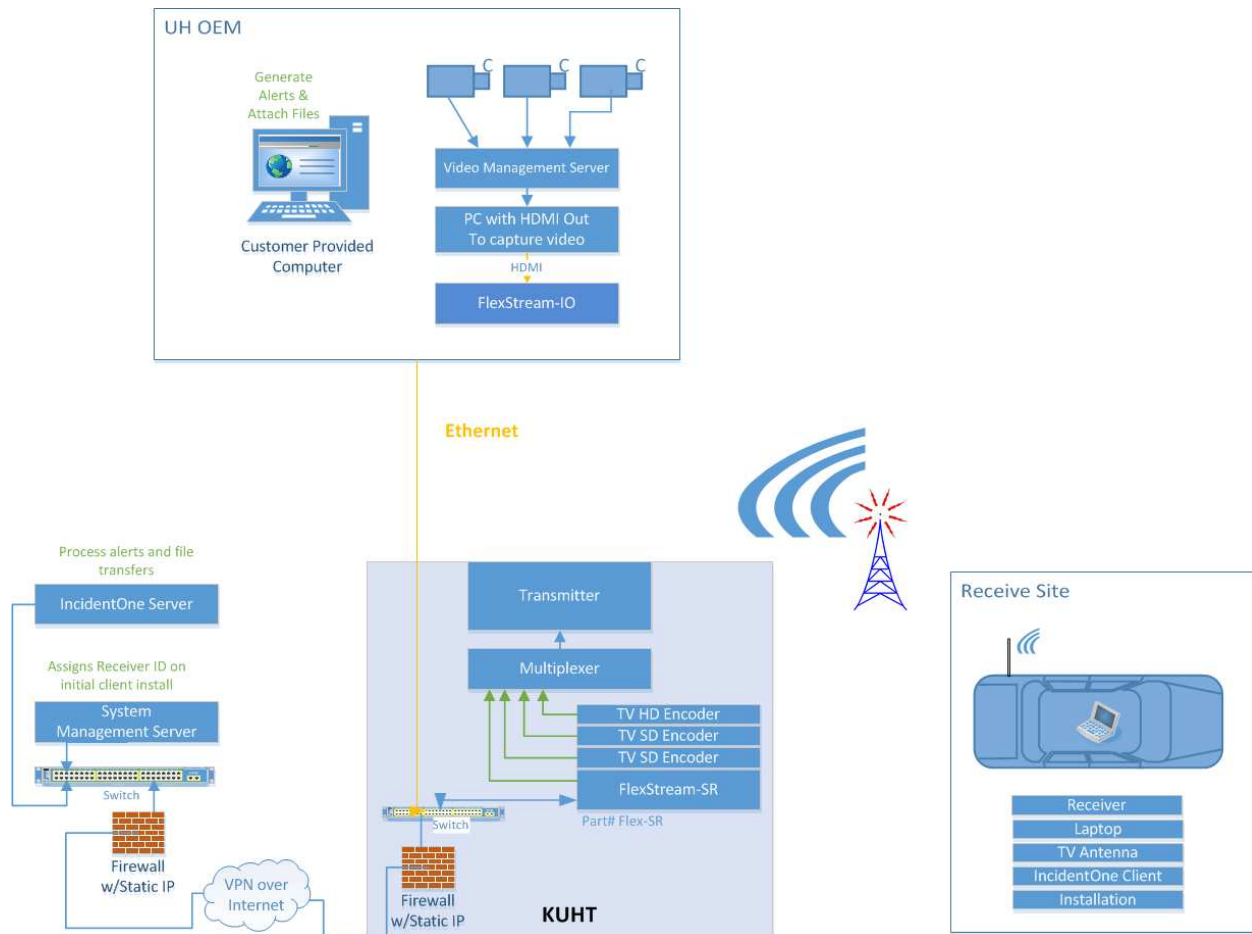 UH OEM
Generate
Alerts &
Attach Files
Customer Provided
Computer
C
C
C
Video Management Server
PC with HDMI Out
To capture video
HDMI
FlexStream-IO
Ethernet
Process alerts and file
transfers
IncidentOne Server
Assigns Receiver ID on
initial client install
System
Management Server
Switch
Firewall
w/Static IP
VPN over
Internet
Transmitter
Multiplexer
TV HD Encoder
TV SD Encoder
TV SD Encoder
FlexStream-SR
Part# Flex-SR
Switch
Firewall
w/Static IP
KUHT
Receive Site
Receiver
Laptop
TV Antenna
IncidentOne Client
Installation